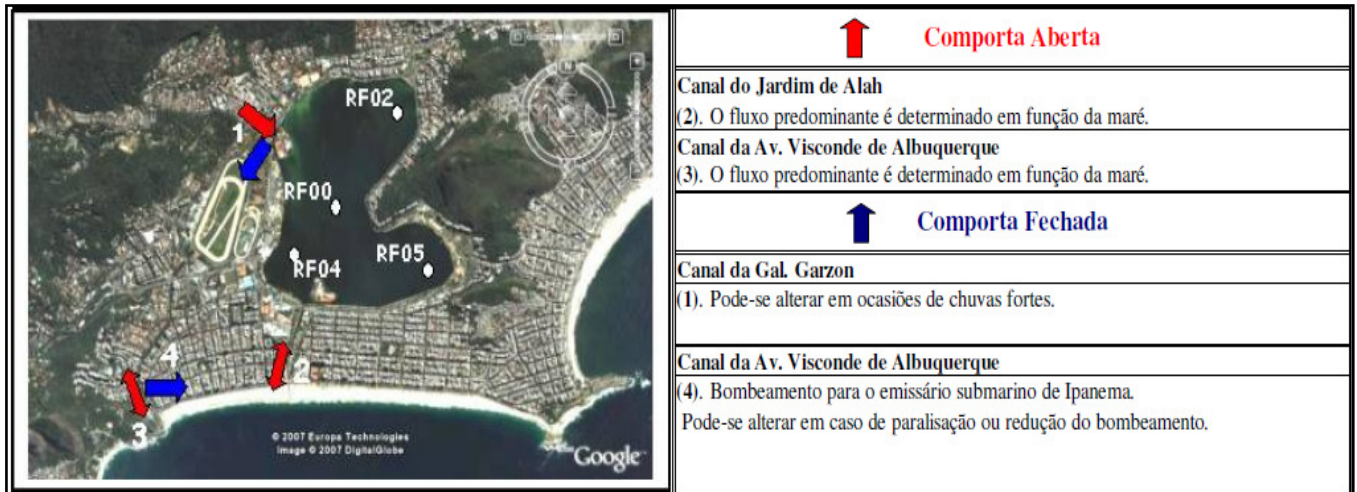 RF02
1
RF00
RF04
RF05
4
2
3
© 2007 Europa Technologies
Image © 2007 DigitalGlobe
Google
Comporta Aberta
Canal do Jardim de Alah
(2). O fluxo predominante é determinado em função da maré.
Canal da Av. Visconde de Albuquerque
(3). O fluxo predominante é determinado em função da maré.
Comporta Fechada
Canal da Gal. Garzon
(1). Pode-se alterar em ocasiões de chuvas fortes.
Canal da Av. Visconde de Albuquerque
(4). Bombeamento para o emissário submarino de Ipanema.
Pode-se alterar em caso de paralisação ou redução do bombeamento.